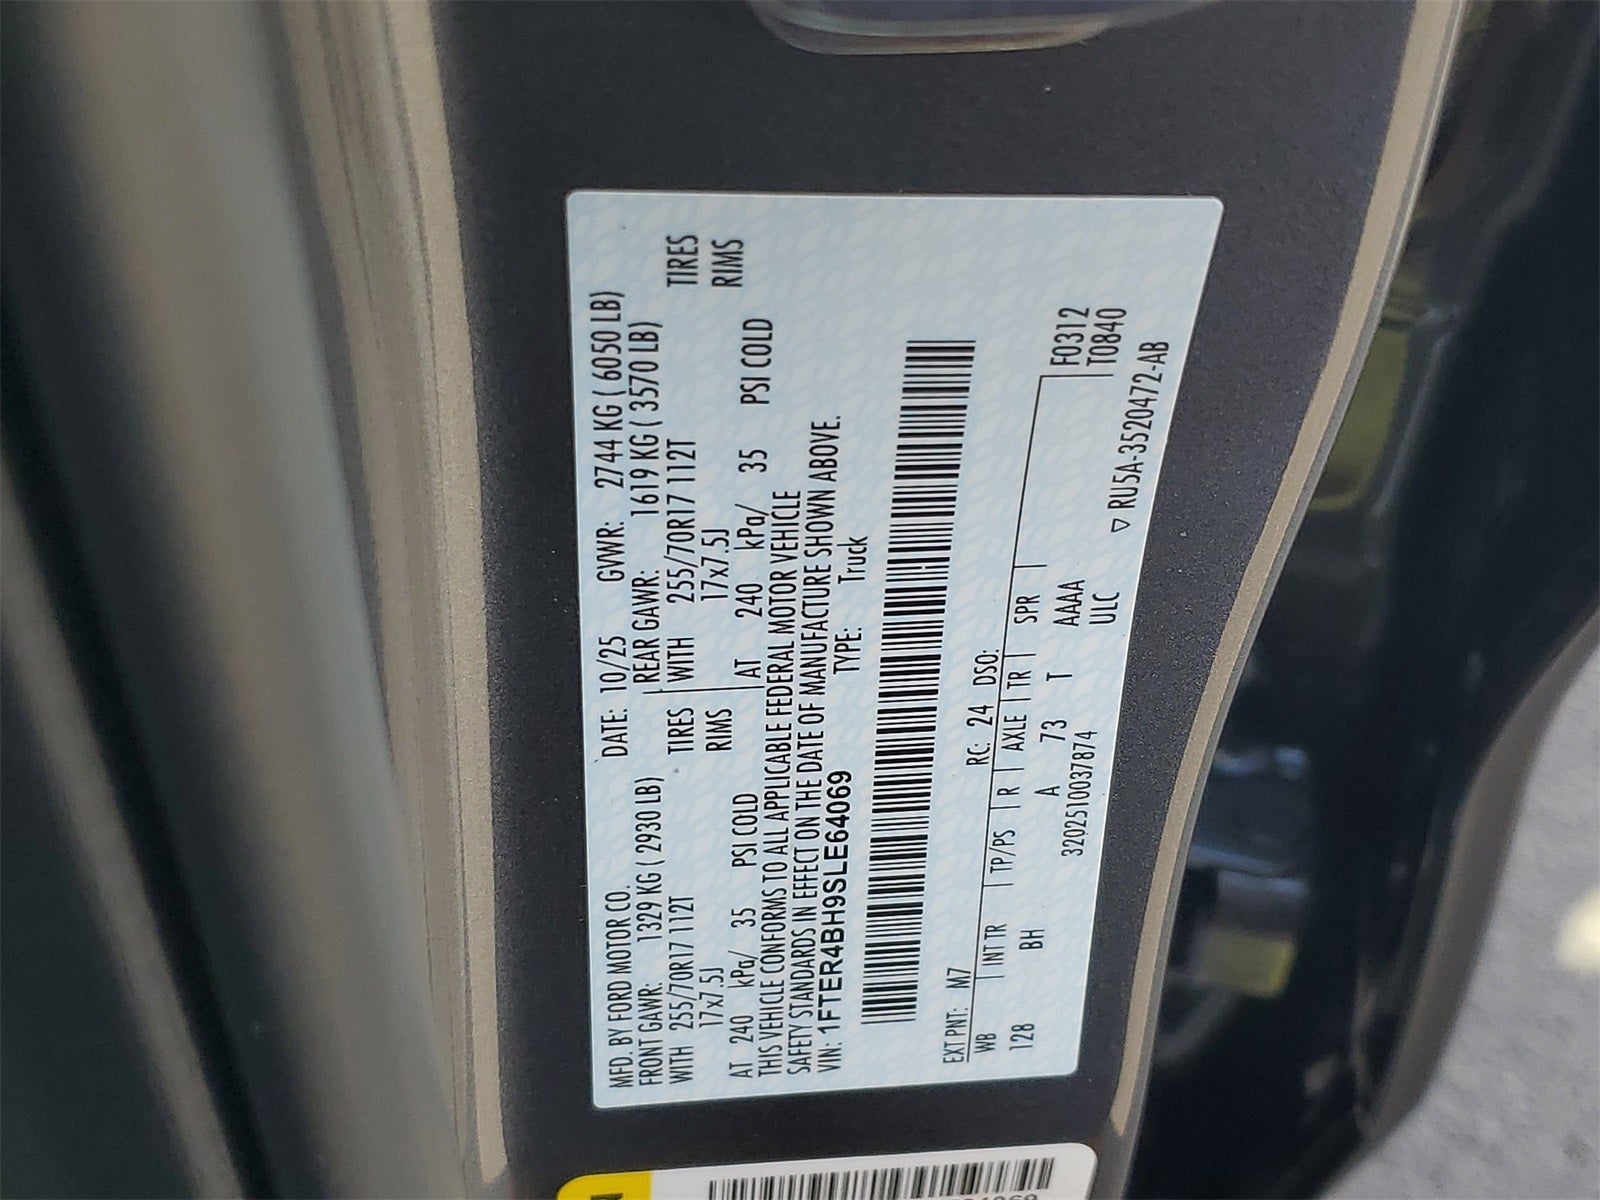 MFD. BY FORD MOTOR CO. DATE: 10/25 GVWR: 2744 KG ( 6050 LB)
FRONT GAWR: 1329 KG ( 2930 LB) REAR GAWR: 1619 KG ( 3570 LB)
WITH 255/70R17 112T TIRES WITH 255/70R17 112T TIRES
17x7.5J RIMS 17x7.5J RIMS
AT 240 kPa/ 35 PSI COLD AT 240 kPa/ 35 PSI COLD
THIS VEHICLE CONFORMS TO ALL APPLICABLE FEDERAL MOTOR VEHICLE
SAFETY STANDARDS IN EFFECT ON THE DATE OF MANUFACTURE SHOWN ABOVE.
VIN: 1FTER4BH9SLE64069 TYPE: Truck
EXT PNT: M7 RC: 24 DSO:
WB INT TR TP/PS R AXLE TR SPR F0312
128 BH A 73 T AAAA T0840
320251003​7874 ULC
▽ RU5A-3520472-AB